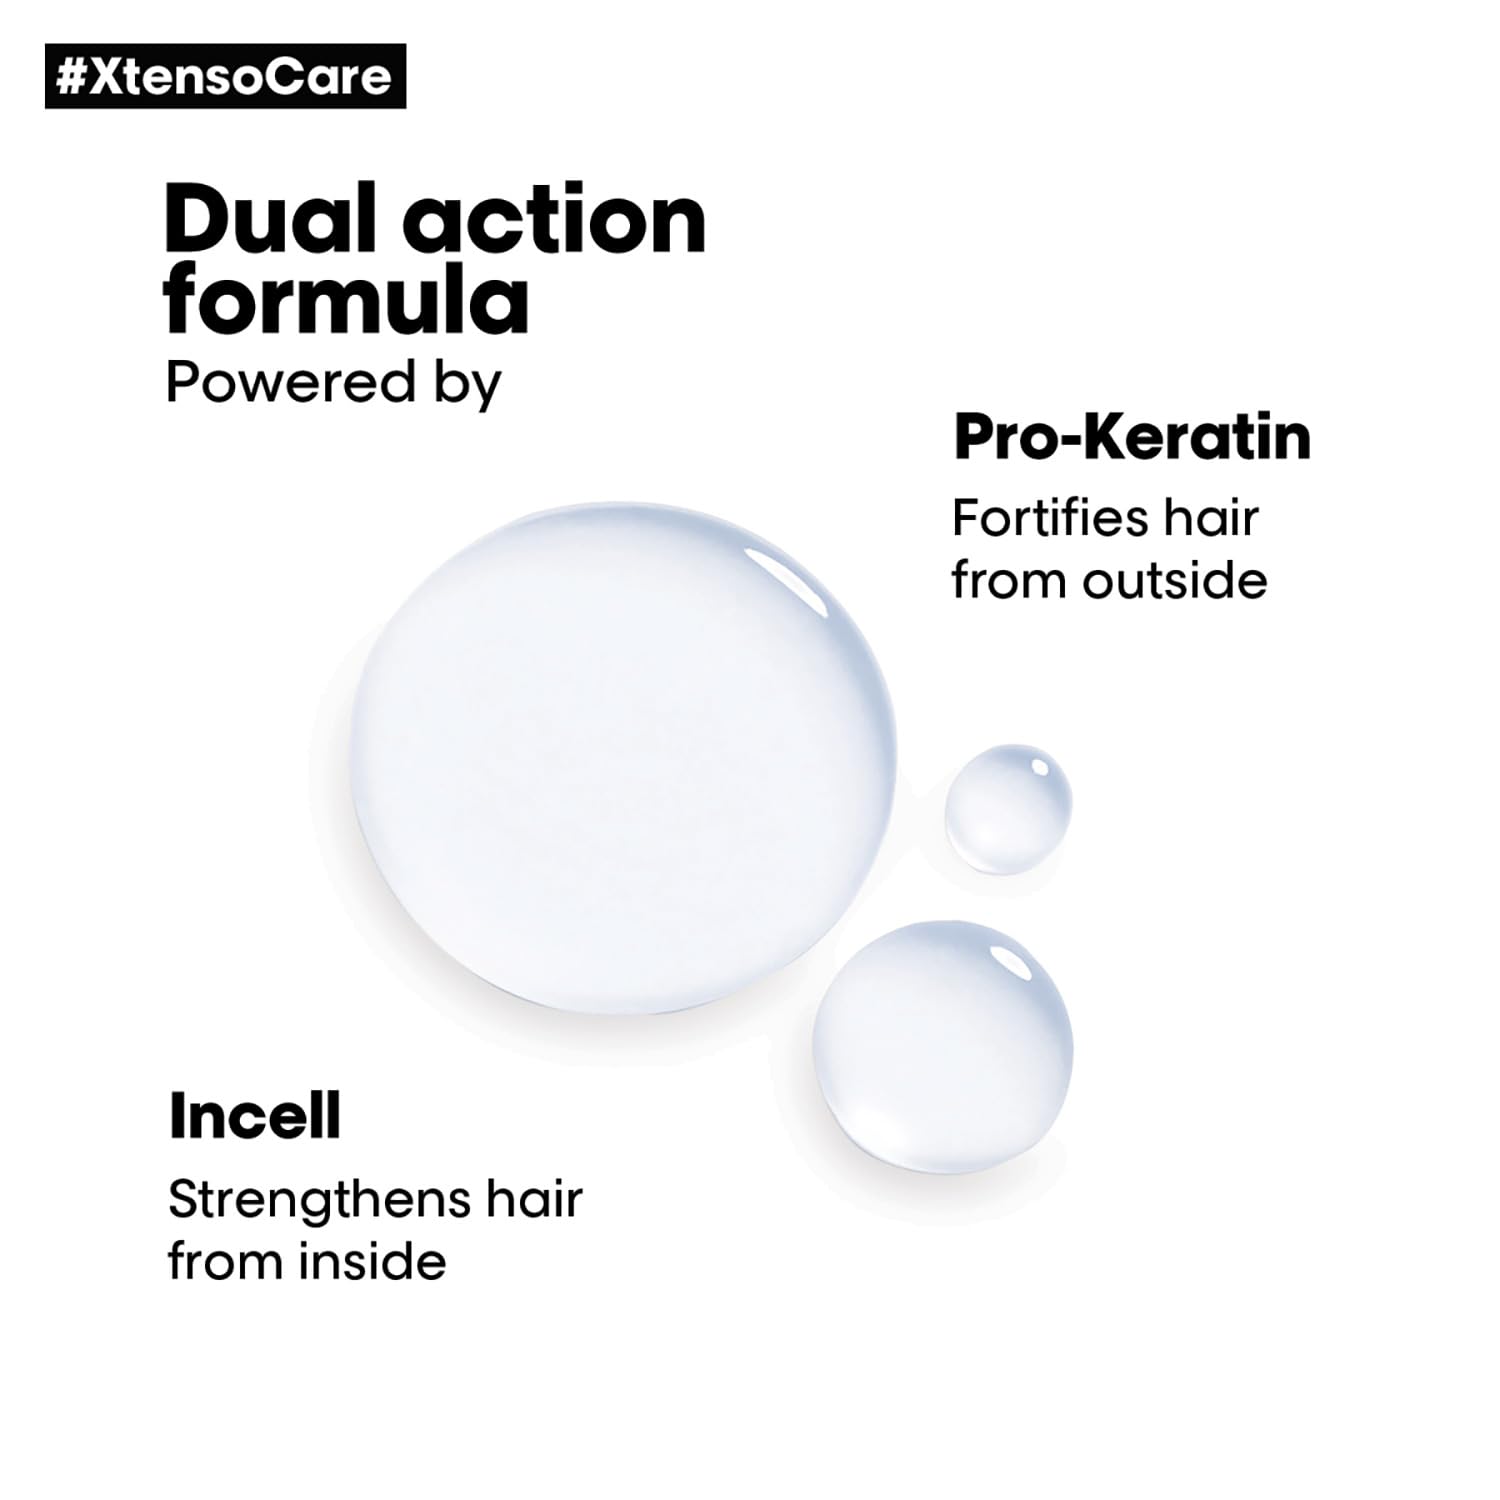 #XtensoCare
Dual action
formula
Powered by
Pro-Keratin
Fortifies hair
from outside
Incell
Strengthens hair
from inside